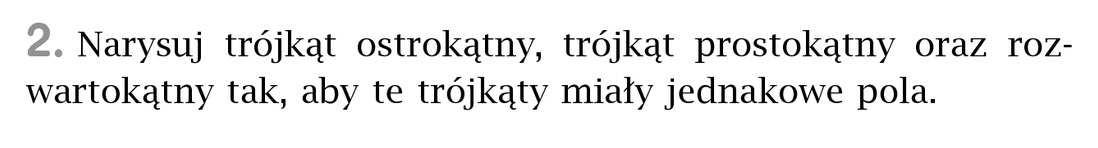 2. Narysuj trójkąt ostrokątny, trójkąt prostokątny oraz roz-
wartokątny tak, aby te trójkąty miały jednakowe pola.